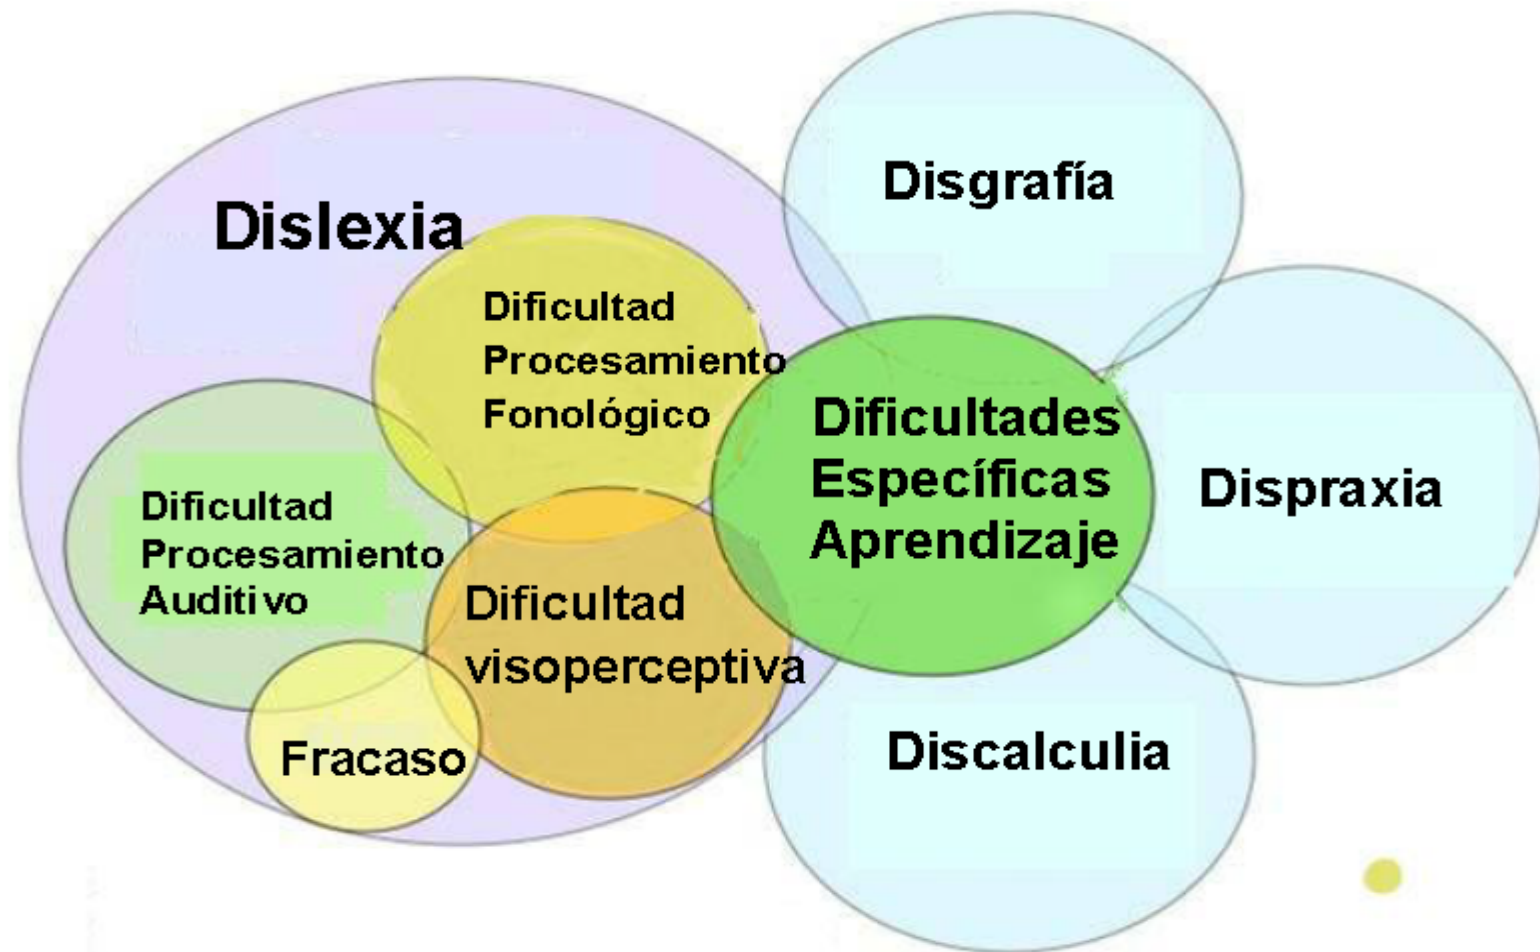 Dislexia
Dificultad
Procesamiento
Fonológico
Dificultad
Procesamiento
Auditivo
Dificultad
visoperceptiva
Fracaso
Dificultades
Específicas
Aprendizaje
Disgrafía
Dispraxia
Discalculia